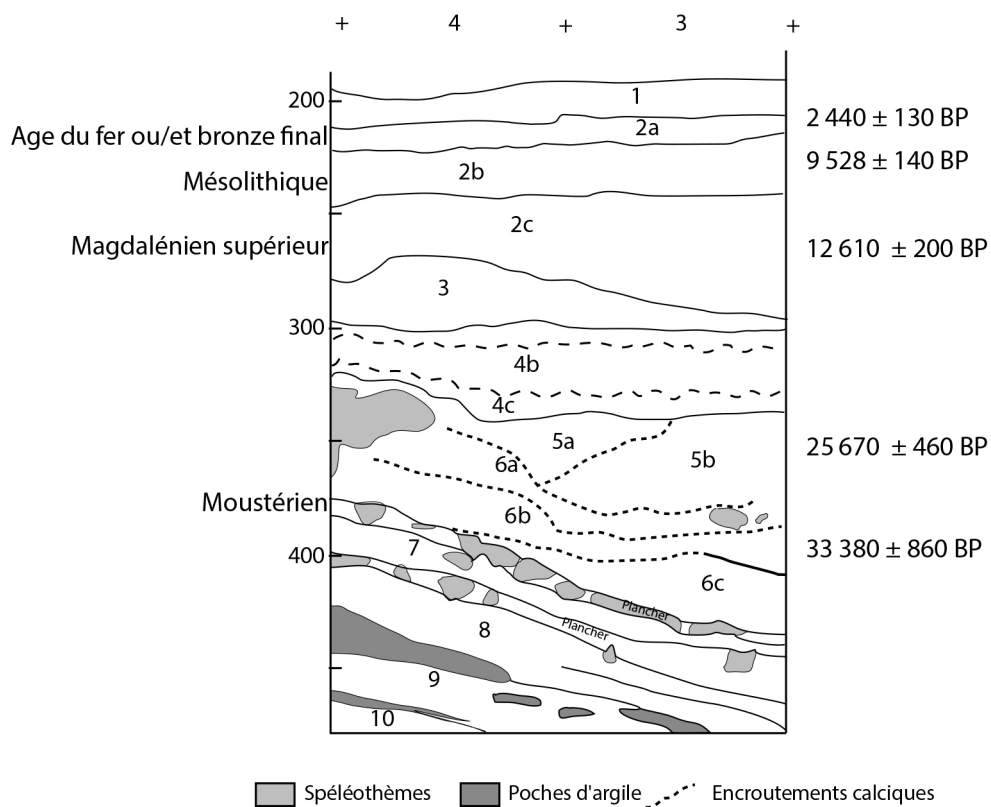 + 4 + 3 +
200
1
2 440 ± 130 BP
2a
Age du fer ou/et bronze final
9 528 ± 140 BP
2b
Mésolithique
2c
Magdalénien supérieur
12 610 ± 200 BP
3
300
4b
4c
5a
25 670 ± 460 BP
5b
6a
Moustérien
6b
7
33 380 ± 860 BP
400
6c
Plancher
8
Plancher
9
10
Spéléothèmes Poches d'argile Encroutements calciques